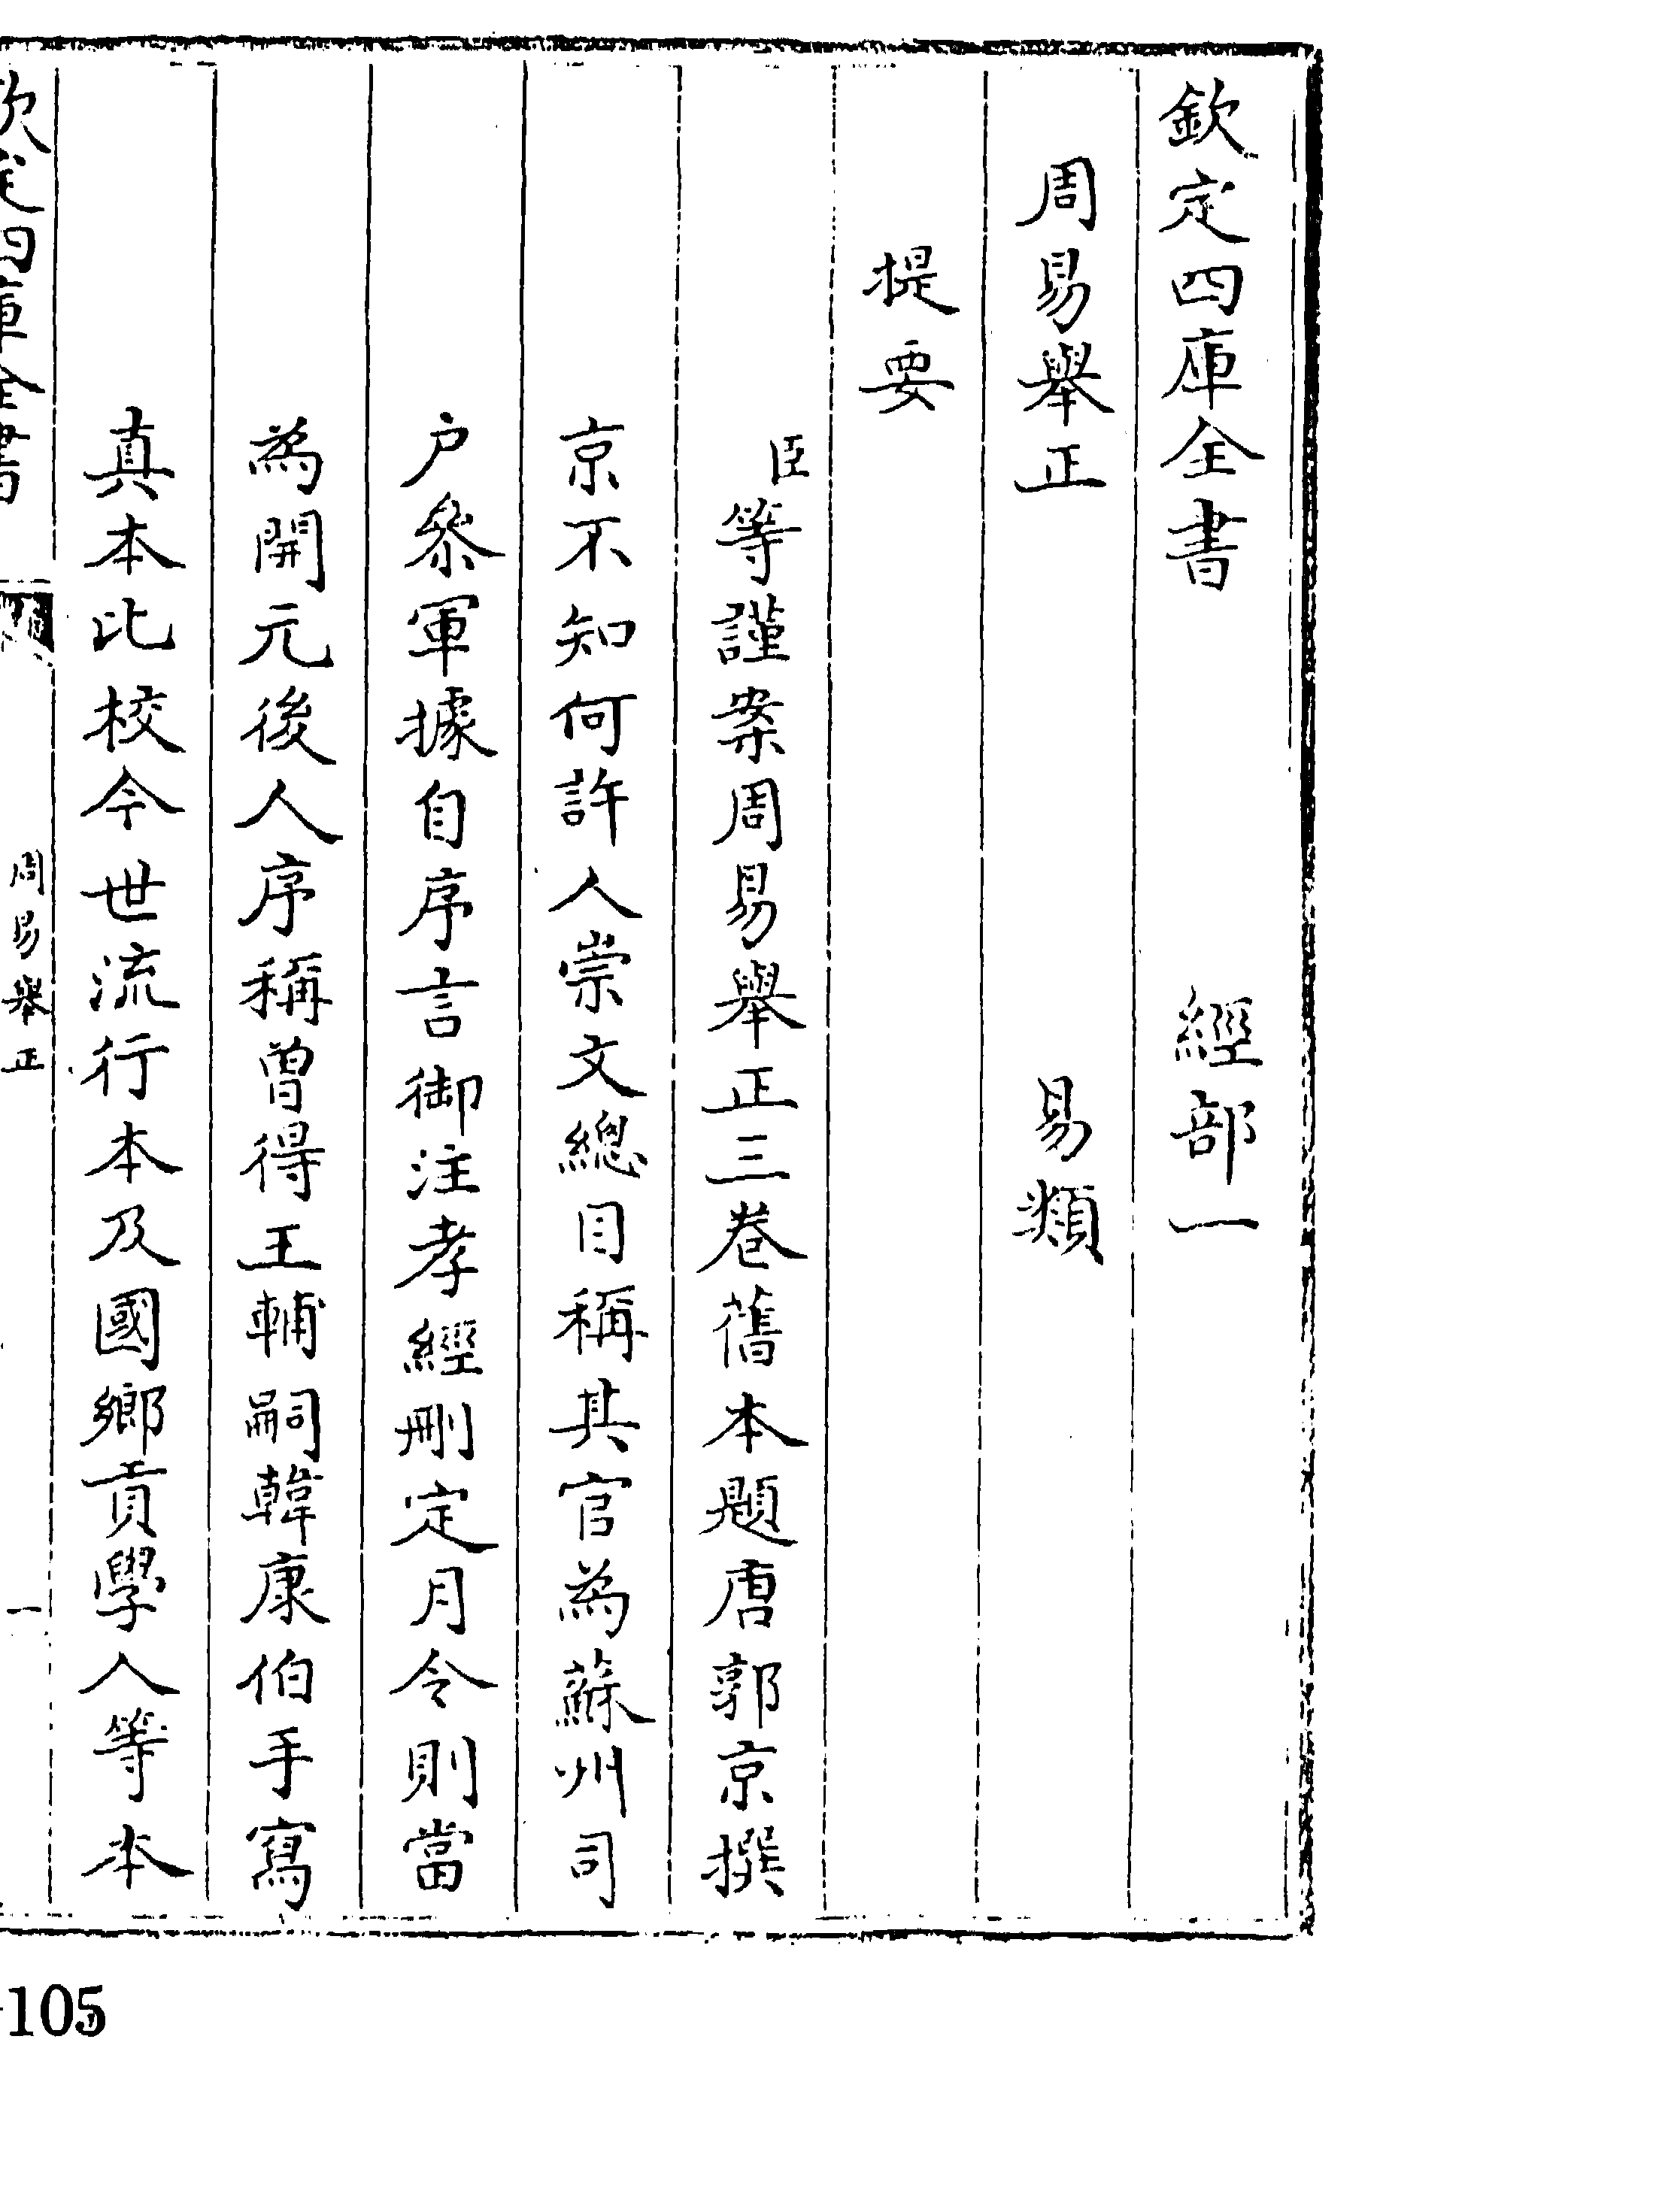 欽定四庫全書 經部一
周易舉正 易類
提要
臣等謹案周易舉正三巻舊本題唐郭京撰
京不知何許人崇文總目稱其官為蘇州司
户參軍據自序言御注孝經刪定月令則當
為開元後人序稱曾得王輔嗣韓康伯手寫
真本比校今世流行本及國鄉貢學人等本
欽定四庫全書
周易舉正
一
105